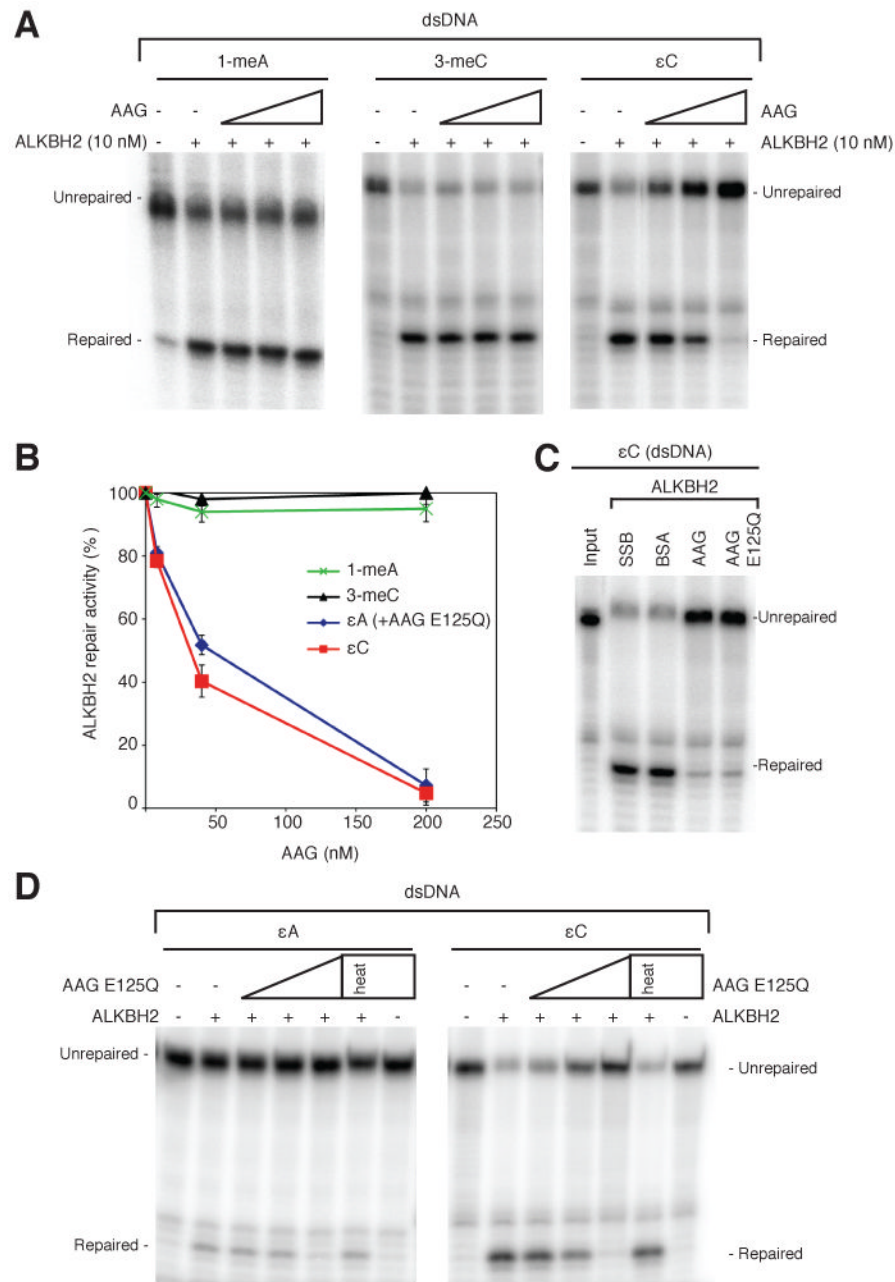 A
dsDNA
1-meA 3-meC εC
AAG - - - - - - AAG
ALKBH2 (10 nM) - + + + + - + + + + - + + + + ALKBH2 (10 nM)
Unrepaired - - Unrepaired
Repaired - - Repaired
B
100
80
60
40
20
0
50 100 150 200 250
ALKBH2 repair activity (%)
AAG (nM)
1-meA
3-meC
εA (+AAG E125Q)
εC
C
εC (dsDNA)
ALKBH2
Input SSB BSA AAG AAG E125Q
-Unrepaired
-Repaired
D
dsDNA
εA εC
AAG E125Q - - heat - - heat AAG E125Q
ALKBH2 - + + + + + - - + + + + + - ALKBH2
Unrepaired - - Unrepaired
Repaired - - Repaired